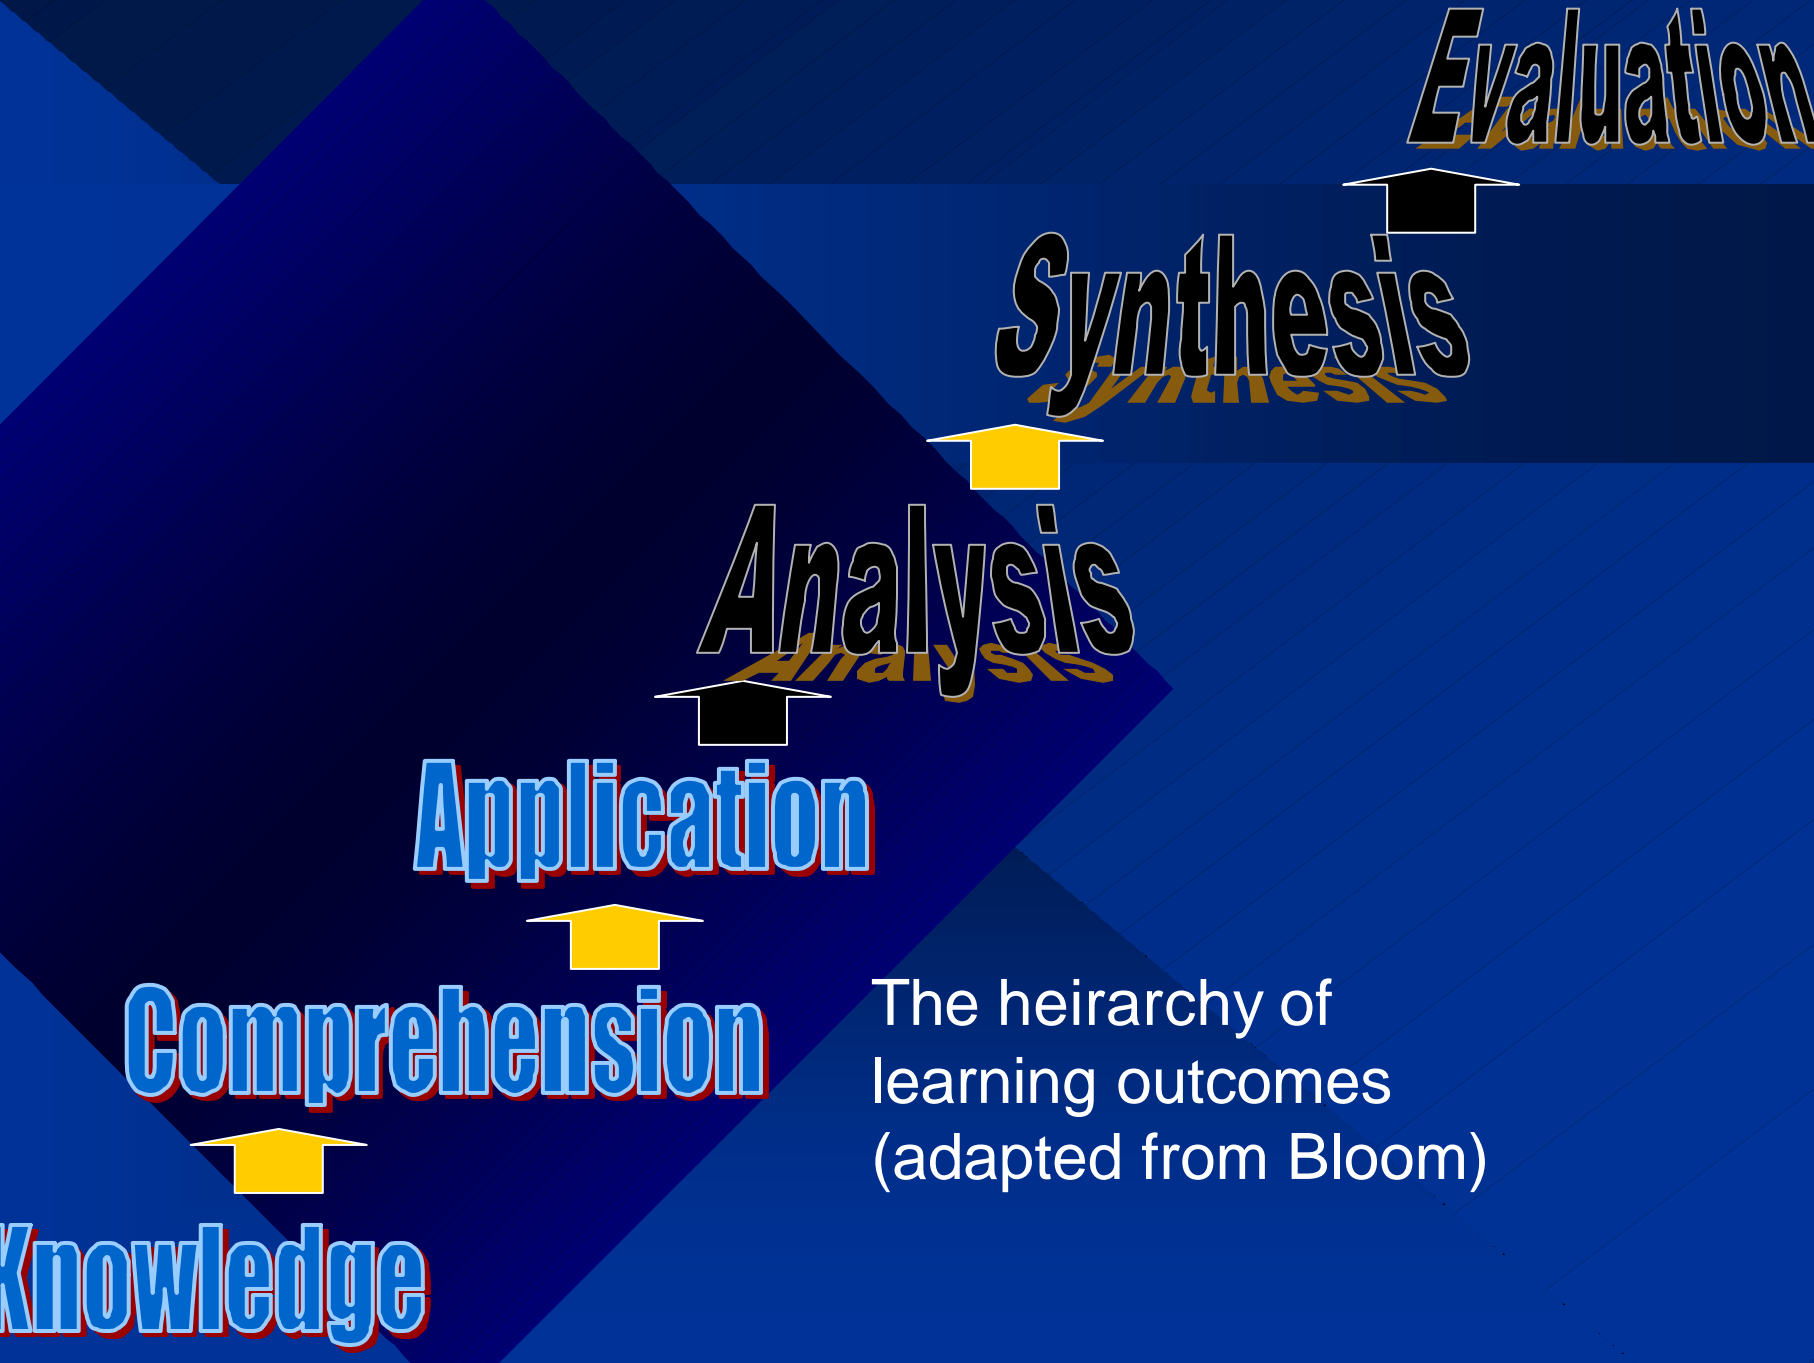 Evaluation
Synthesis
Analysis
Application
Comprehension
The heirarchy of
learning outcomes
(adapted from Bloom)
Knowledge